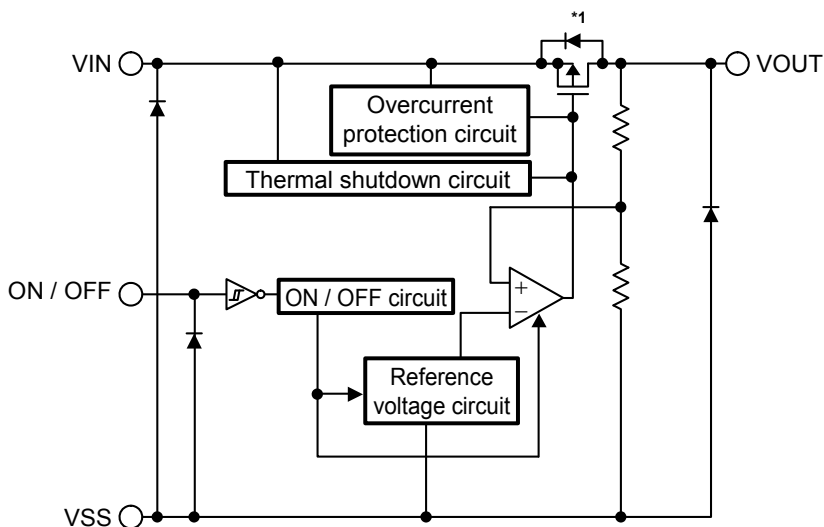 *1
VIN
VOUT
Overcurrent
protection circuit
Thermal shutdown circuit
ON / OFF
ON / OFF circuit
+
−
Reference
voltage circuit
VSS